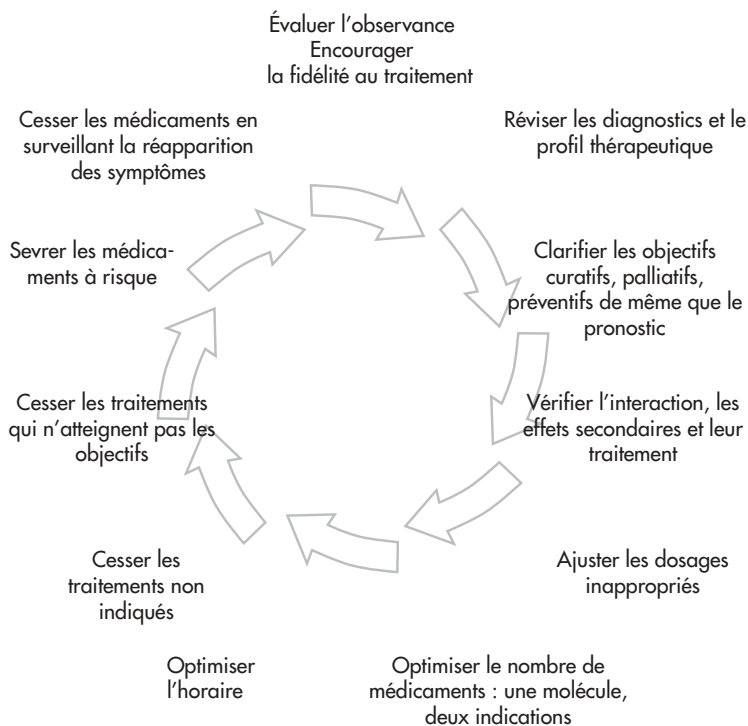 Évaluer l’observance
Encourager
la fidélité au traitement
Réviser les diagnostics et le
profil thérapeutique
Clarifier les objectifs
curatifs, palliatifs,
préventifs de même que le
pronostic
Vérifier l’interaction, les
effets secondaires et leur
traitement
Ajuster les dosages
inappropriés
Optimiser le nombre de
médicaments : une molécule,
deux indications
Optimiser
l’horaire
Cesser les
traitements non
indiqués
Cesser les traitements
qui n’atteignent pas les
objectifs
Sevrer les médica-
ments à risque
Cesser les médicaments en
surveillant la réapparition
des symptômes